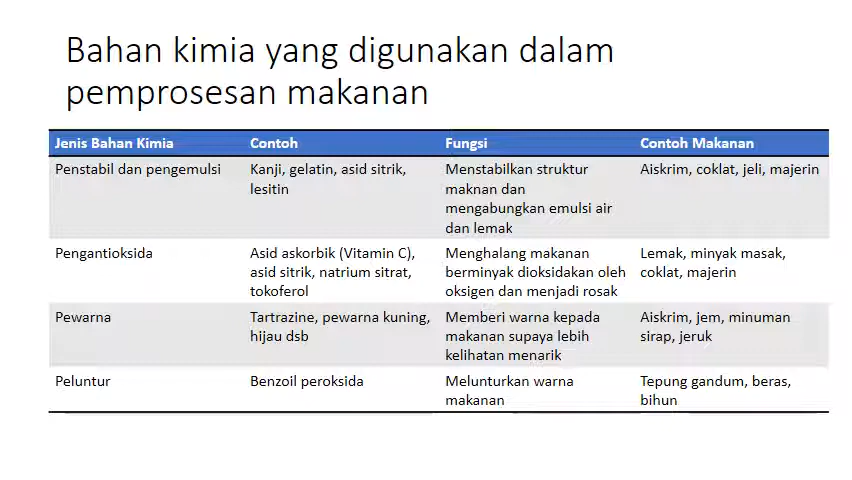 Bahan kimia yang digunakan dalam
pemprosesan makanan
Jenis Bahan Kimia Contoh Fungsi Contoh Makanan
Penstabil dan pengemulsi Kanji, gelatin, asid sitrik, Menstabilkan struktur Aiskrim, coklat, jeli, majerin
lesitin maknan dan
mengabungkan emulsi air
dan lemak
Pengantioksida Asid askorbik (Vitamin C), Menghalang makanan Lemak, minyak masak,
asid sitrik, natrium sitrat, berminyak dioksidakan oleh coklat, majerin
tokoferol oksigen dan menjadi rosak
Pewarna Tartrazine, pewarna kuning, Memberi warna kepada Aiskrim, jem, minuman
hijau dsb makanan supaya lebih sirap, jeruk
kelihatan menarik
Peluntur Benzoil peroksida Melunturkan warna Tepung gandum, beras,
makanan bihun